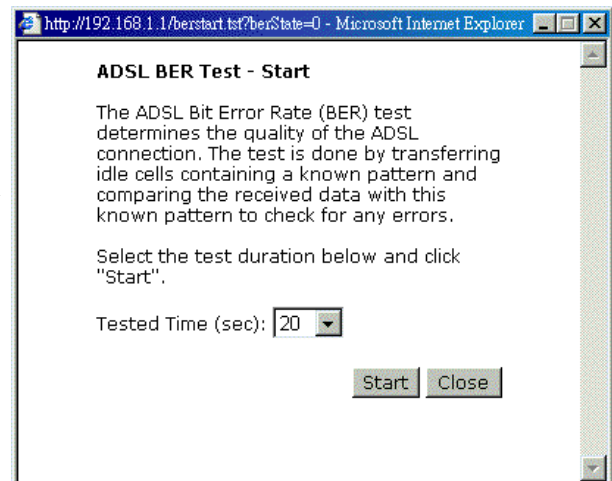 http://192.168.1.1/berstart.tst?berState=0 - Microsoft Internet Explorer
ADSL BER Test - Start
The ADSL Bit Error Rate (BER) test
determines the quality of the ADSL
connection. The test is done by transferring
idle cells containing a known pattern and
comparing the received data with this
known pattern to check for any errors.
Select the test duration below and click
"Start".
Tested Time (sec): 20
Start Close